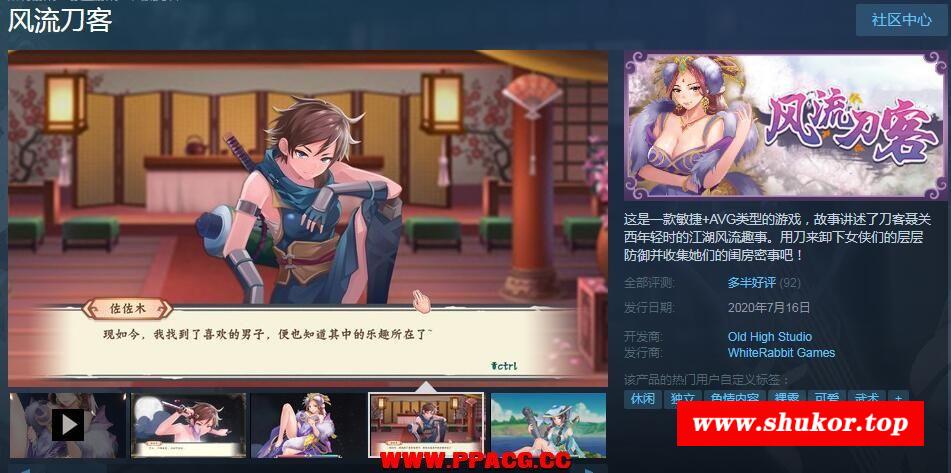 风流刀客
社区中心
佐佐木
现如今，我找到了喜欢的男子，便也知道其中的乐趣所在了~
ctrl
风流刀客
这是一款敏捷+AVG类型的游戏，故事讲述了刀客聂关
西年轻时的江湖风流趣事。用刀来卸下女侠们的层层
防御并收集她们的闺房密事吧！
全部评测: 多半好评 (92)
发行日期: 2020年7月16日
开发商: Old High Studio
发行商: WhiteRabbit Games
该产品的热门用户自定义标签：
休闲 独立 色情内容 裸露 可爱 武术 +
www.shukor.top
WWW.PPACG.CC